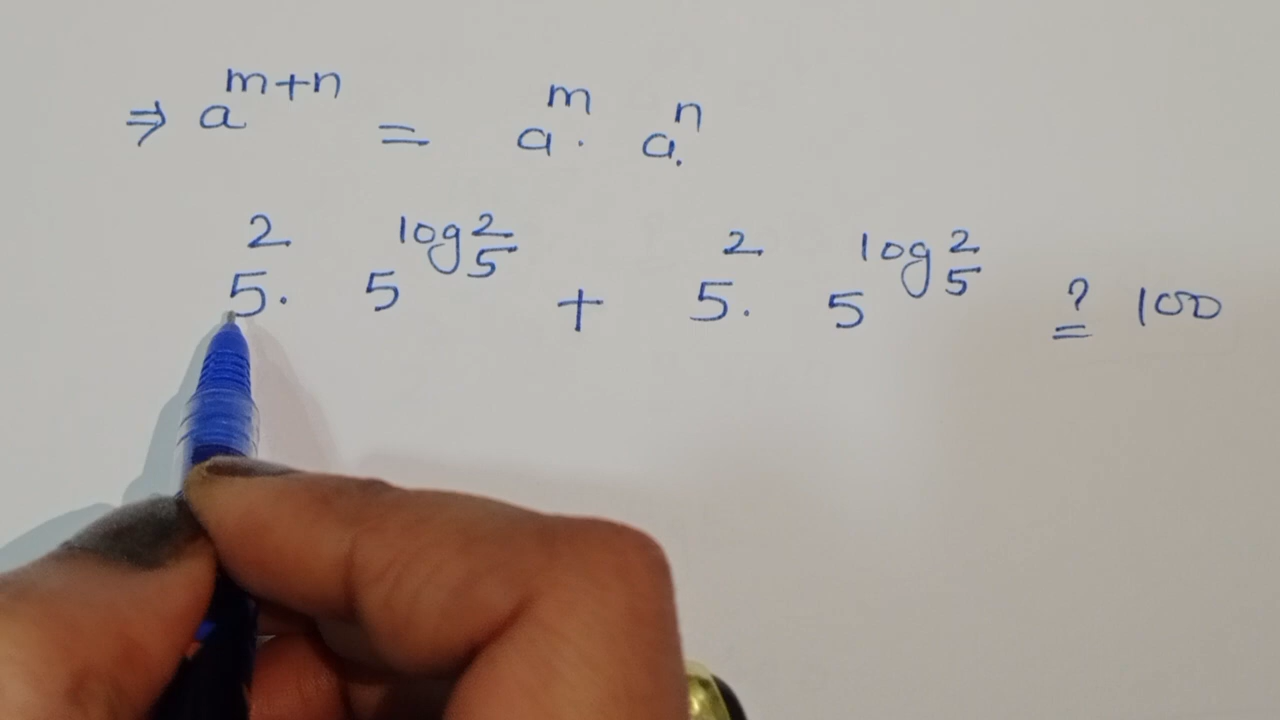 ⇒ a^{m+n} = a^m · a^n.
5^2 · 5^{log_5 2} + 5^2 · 5^{log_5 2} ≟ 100